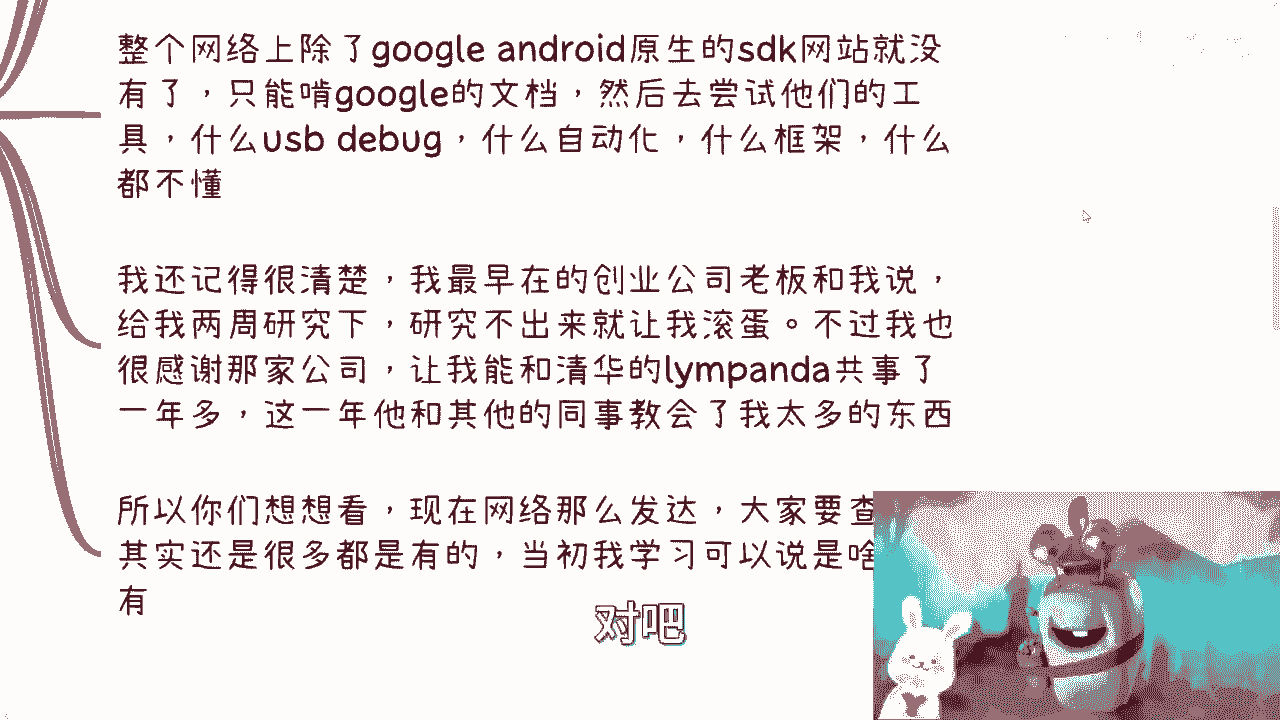 整个网络上除了google android原生的sdk网站就没
有了，只能啃google的文档，然后去尝试他们的工
具，什么usb debug，什么自动化，什么框架，什么
都不懂
我还记得很清楚，我最早在的创业公司老板和我说，
给我两周研究下，研究不出来就让我滚蛋。不过我也
很感谢那家公司，让我能和清华的lympanda共事了
一年多，这一年他和其他的同事教会了我太多的东西
所以你们想想看，现在网络那么发达，大家要查
其实还是很多都是有的，当初我学习可以说是啥
有
对吧